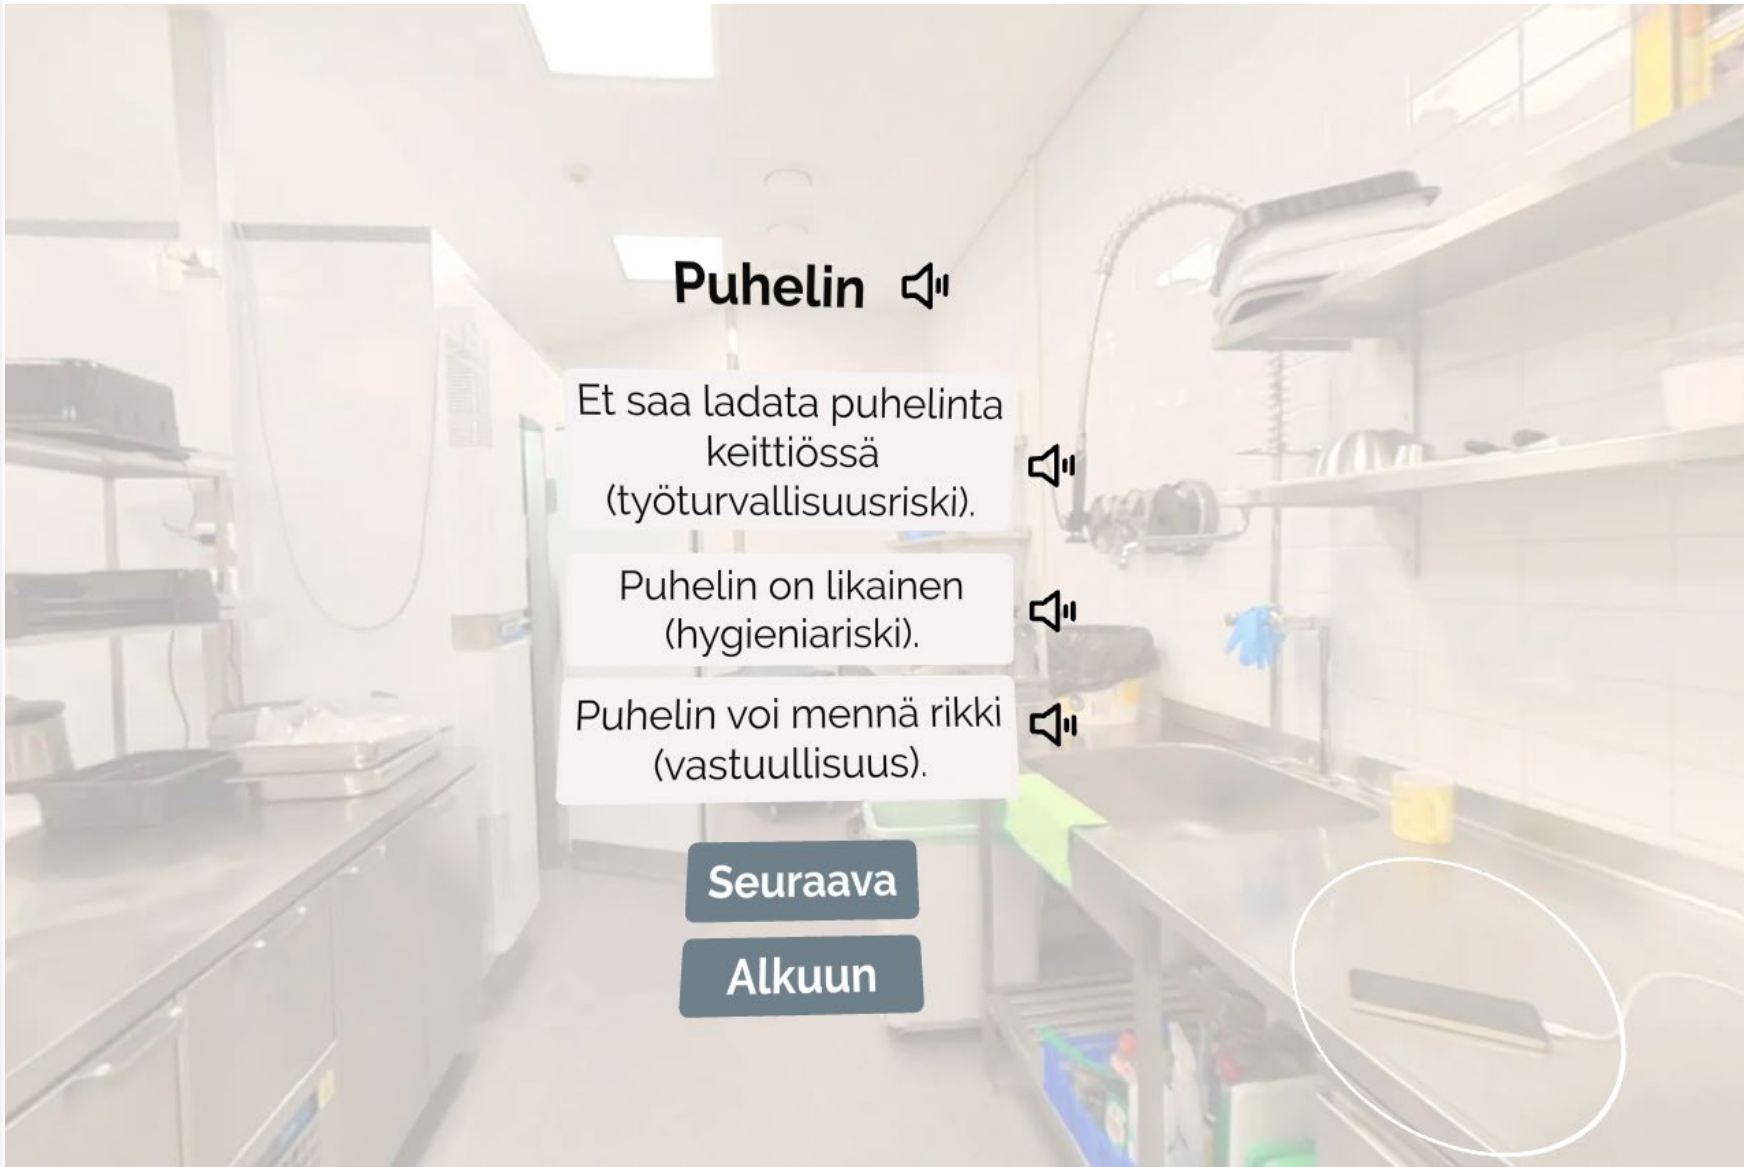 Puhelin
Et saa ladata puhelinta
keittiössä
(työturvallisuusriski).
Puhelin on likainen
(hygieniariski).
Puhelin voi mennä rikki
(vastuullisuus).
Seuraava
Alkuun